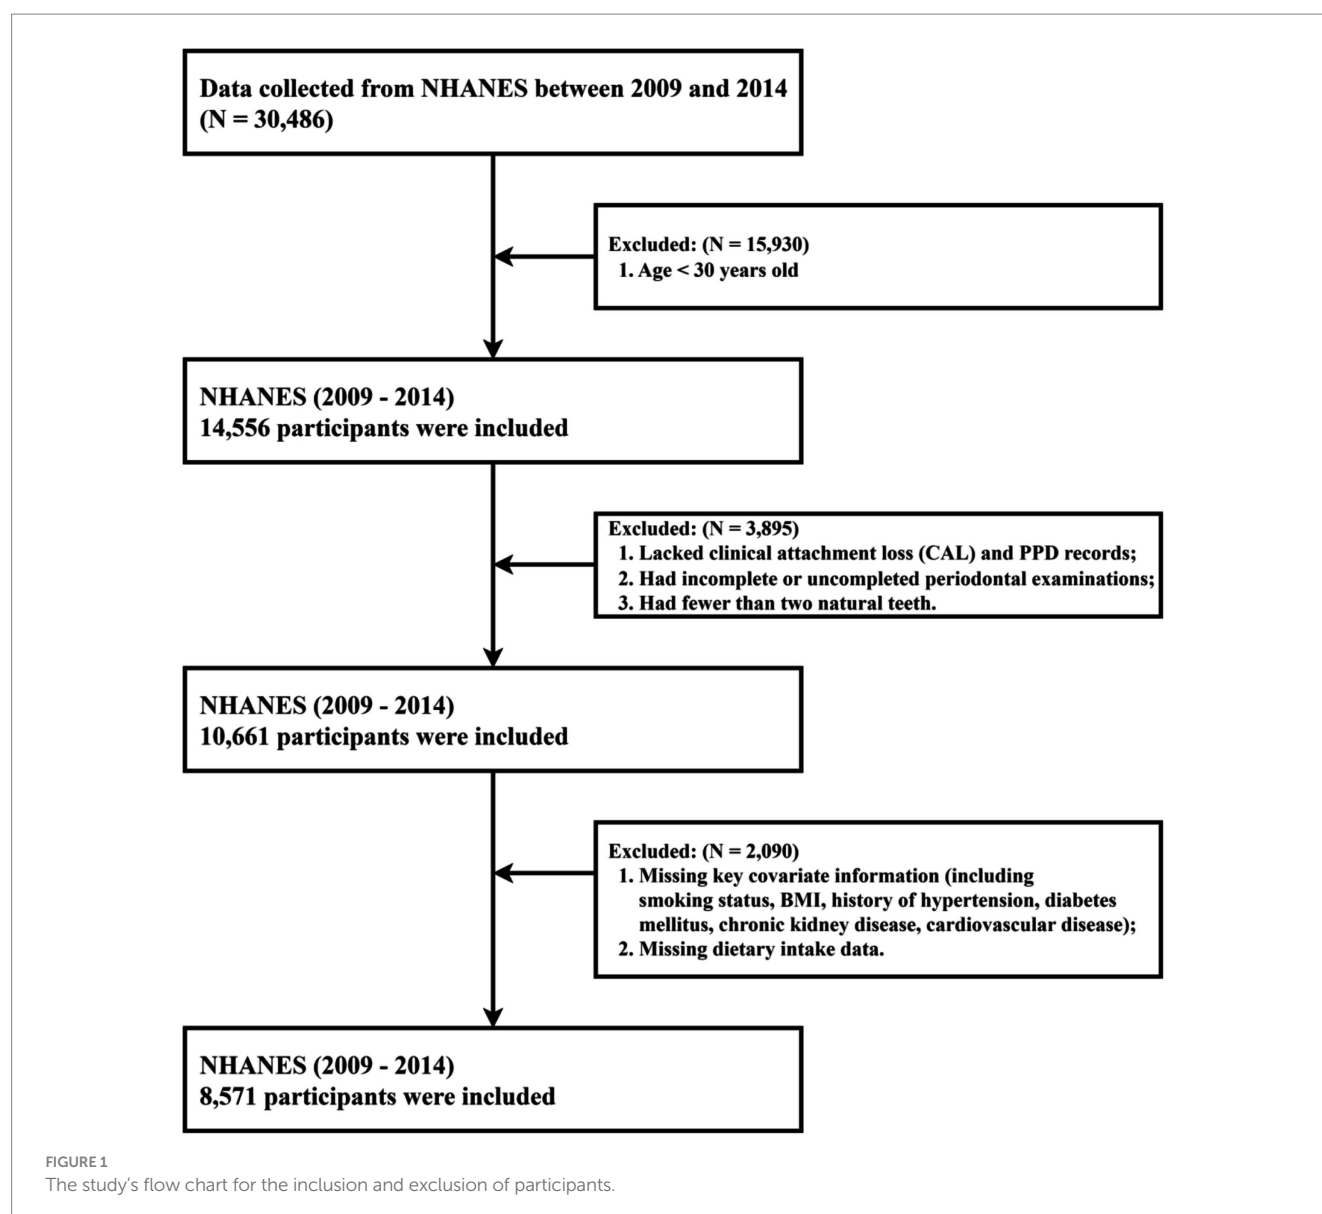 Data collected from NHANES between 2009 and 2014
(N = 30,486)
Excluded: (N = 15,930)
1. Age < 30 years old
NHANES (2009 - 2014)
14,556 participants were included
Excluded: (N = 3,895)
1. Lacked clinical attachment loss (CAL) and PPD records;
2. Had incomplete or uncompleted periodontal examinations;
3. Had fewer than two natural teeth.
NHANES (2009 - 2014)
10,661 participants were included
Excluded: (N = 2,090)
1. Missing key covariate information (including
smoking status, BMI, history of hypertension, diabetes
mellitus, chronic kidney disease, cardiovascular disease);
2. Missing dietary intake data.
NHANES (2009 - 2014)
8,571 participants were included
FIGURE 1
The study's flow chart for the inclusion and exclusion of participants.